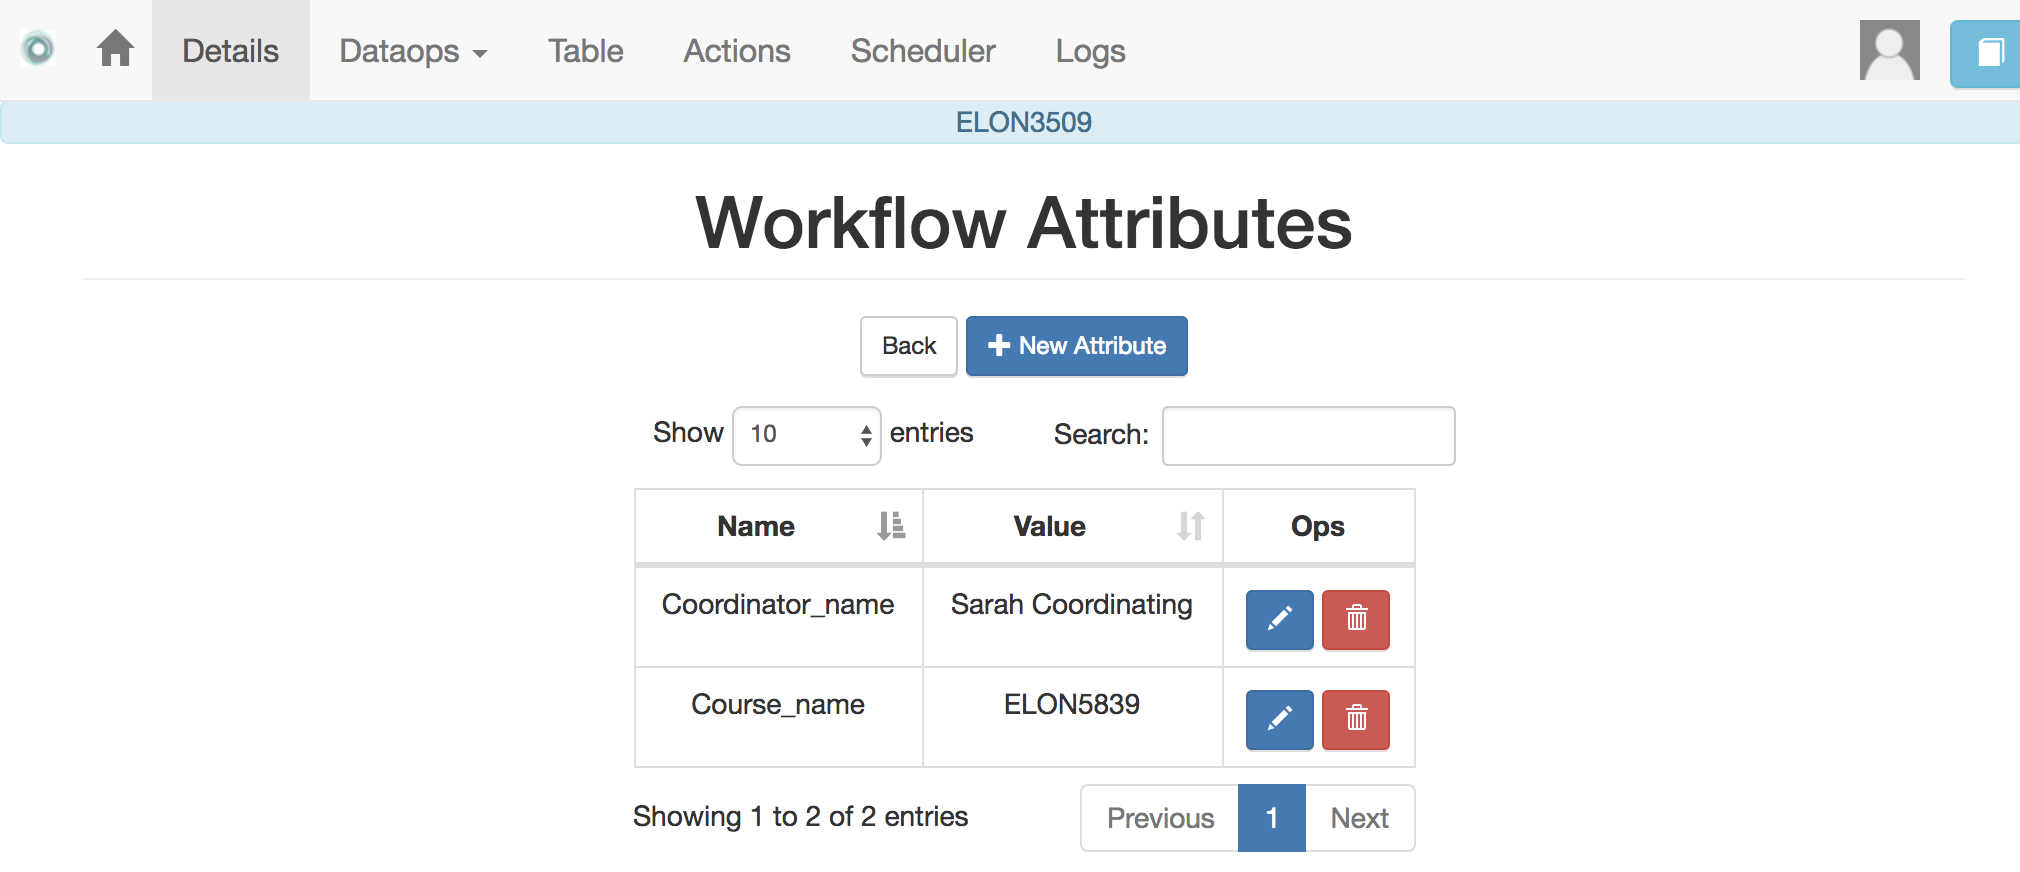 Details Dataops Table Actions Scheduler Logs
ELON3509
Workflow Attributes
Back New Attribute
Show 10 entries Search:
Name Value Ops
Coordinator_name Sarah Coordinating
Course_name ELON5839
Showing 1 to 2 of 2 entries Previous 1 Next